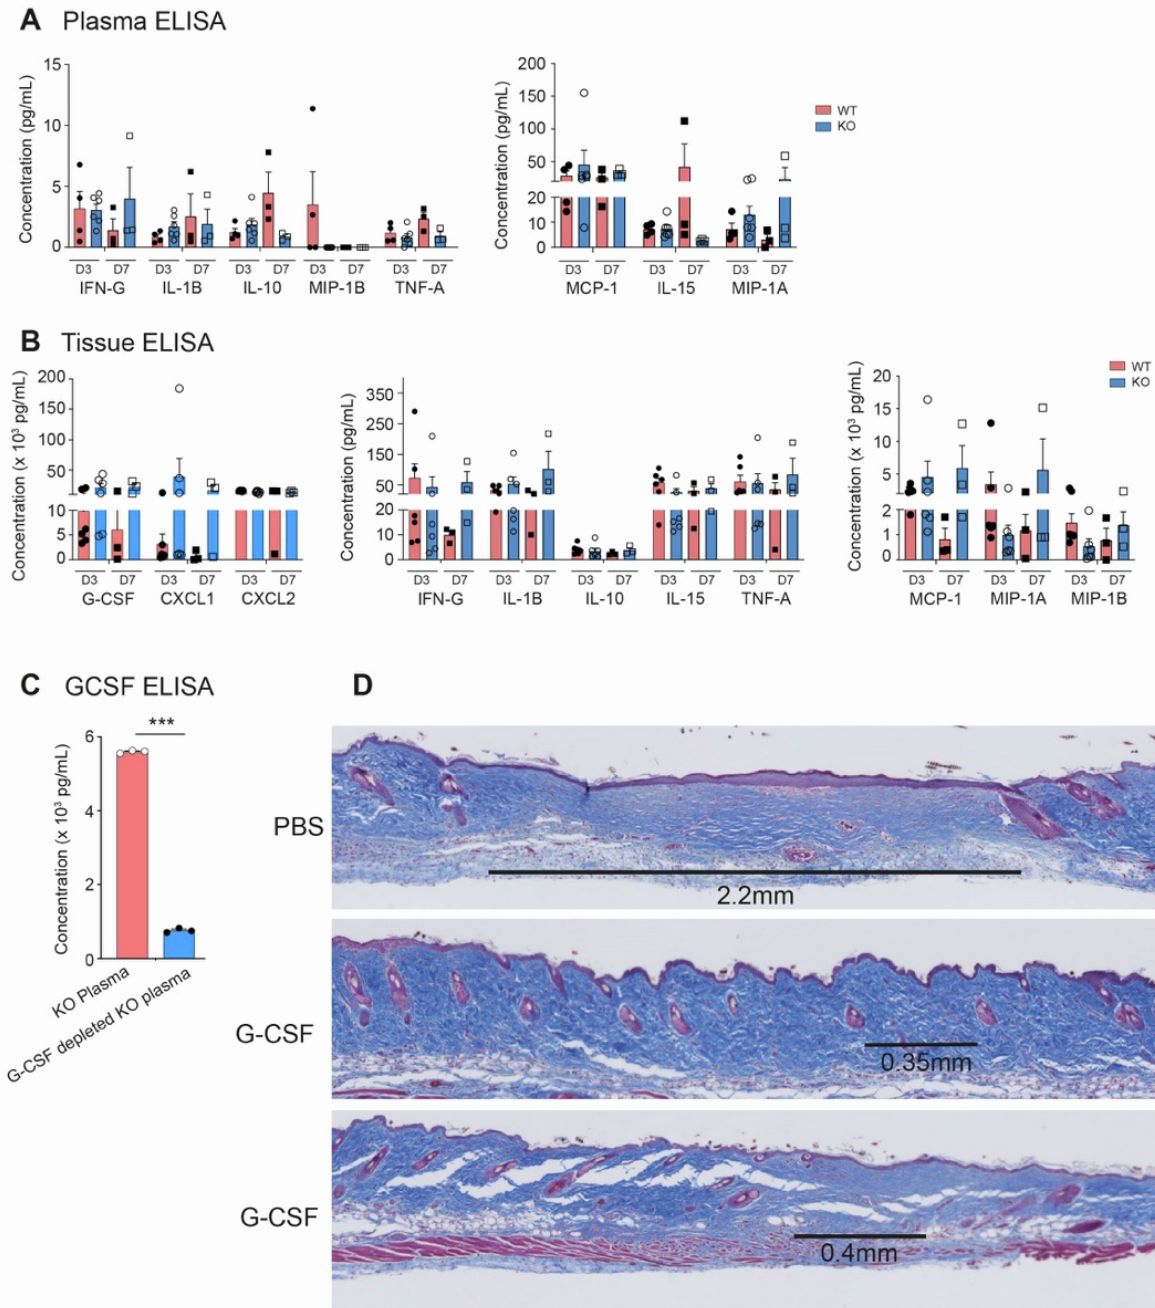 A Plasma ELISA
Concentration (pg/mL)
15
10
5
0
D3 D7 D3 D7 D3 D7 D3 D7 D3 D7
IFN-G IL-1B IL-10 MIP-1B TNF-A
Concentration (pg/mL)
200
150
100
50
20
10
0
D3 D7 D3 D7 D3 D7
MCP-1 IL-15 MIP-1A
WT
KO
B Tissue ELISA
Concentration (x 10³ pg/mL)
200
150
100
50
10
5
0
D3 D7 D3 D7 D3 D7
G-CSF CXCL1 CXCL2
Concentration (pg/mL)
350
250
150
50
20
10
0
D3 D7 D3 D7 D3 D7 D3 D7 D3 D7
IFN-G IL-1B IL-10 IL-15 TNF-A
Concentration (x 10³ pg/mL)
20
15
10
5
2
1
0
D3 D7 D3 D7 D3 D7
MCP-1 MIP-1A MIP-1B
WT
KO
C GCSF ELISA
Concentration (x 10³ pg/mL)
6
4
2
0
***
KO Plasma
G-CSF depleted KO plasma
D
PBS
2.2mm
G-CSF
0.35mm
G-CSF
0.4mm